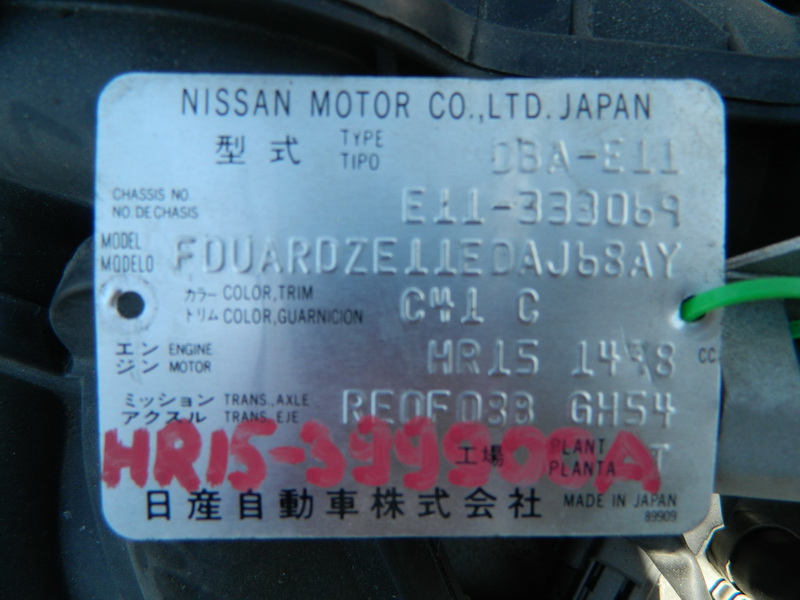 NISSAN MOTOR CO.,LTD. JAPAN
型式 TYPE TIPO DBA-E11
CHASSIS NO. NO. DE CHASIS E11-333069
MODEL MODELO FDUARDZE11EDAJ68AY
カラー COLOR,TRIM
トリム COLOR,GUARNICION C41 C
エンジン ENGINE MOTOR HR15 1498 CC.
ミッション TRANS.,AXLE
アクスル TRANS. EJE RE0F08B GH54
HR15-399900A
工場 PLANT PLANTA T
日産自動車株式会社 MADE IN JAPAN
89909